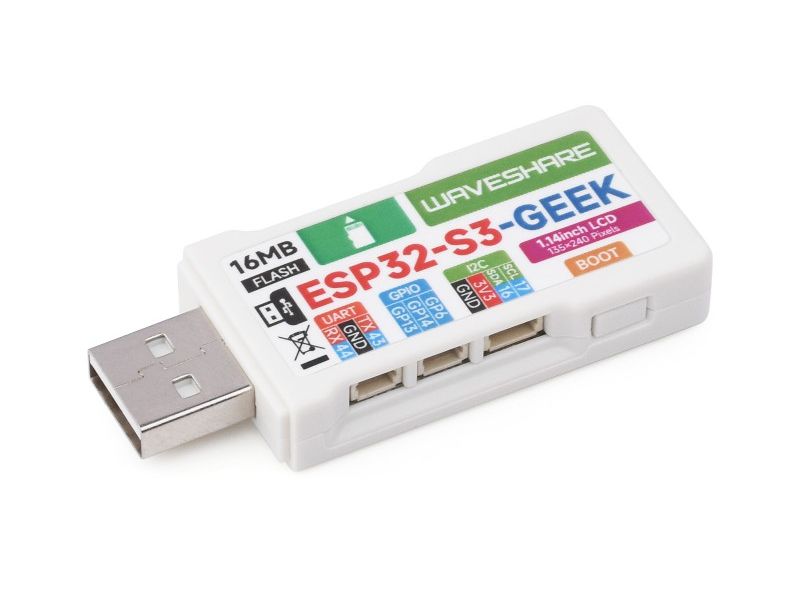 WAVESHARE
16MB
FLASH
ESP32-S3-GEEK
1.14inch LCD
135×240 Pixels
BOOT
UART
RX 44
GND
TX 43
GPIO
GP13
GP14
GP6
I2C
GND
3V3
SDA 16
SCL 17